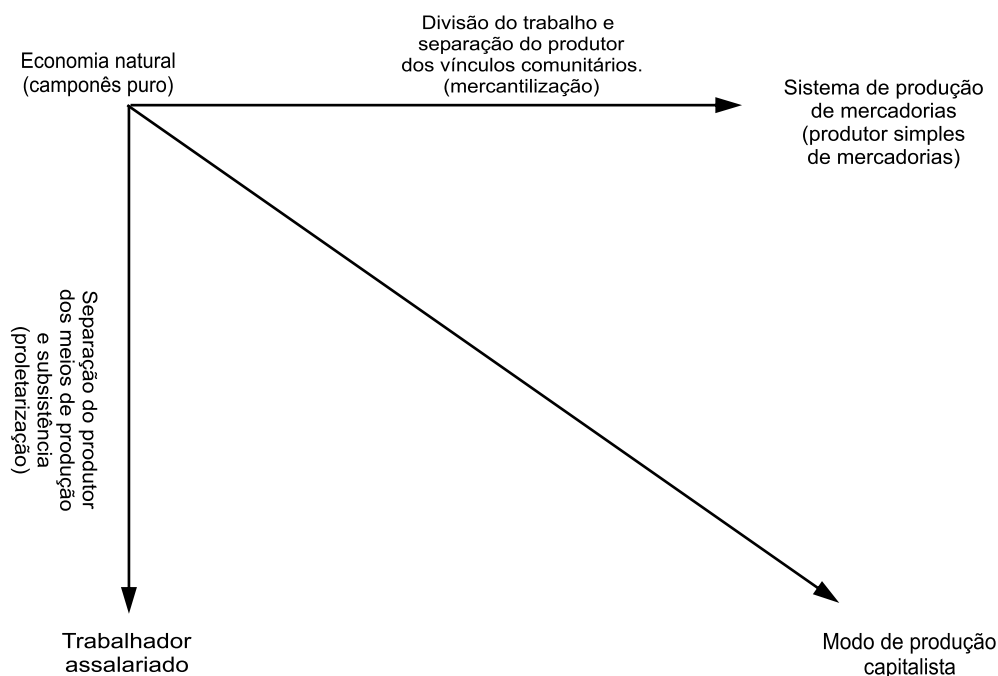 Divisão do trabalho e
separação do produtor
dos vínculos comunitários.
(mercantilização)
Economia natural
(camponês puro)
Sistema de produção
de mercadorias
(produtor simples
de mercadorias)
Separação do produtor
dos meios de produção
e subsistência
(proletarização)
Trabalhador
assalariado
Modo de produção
capitalista